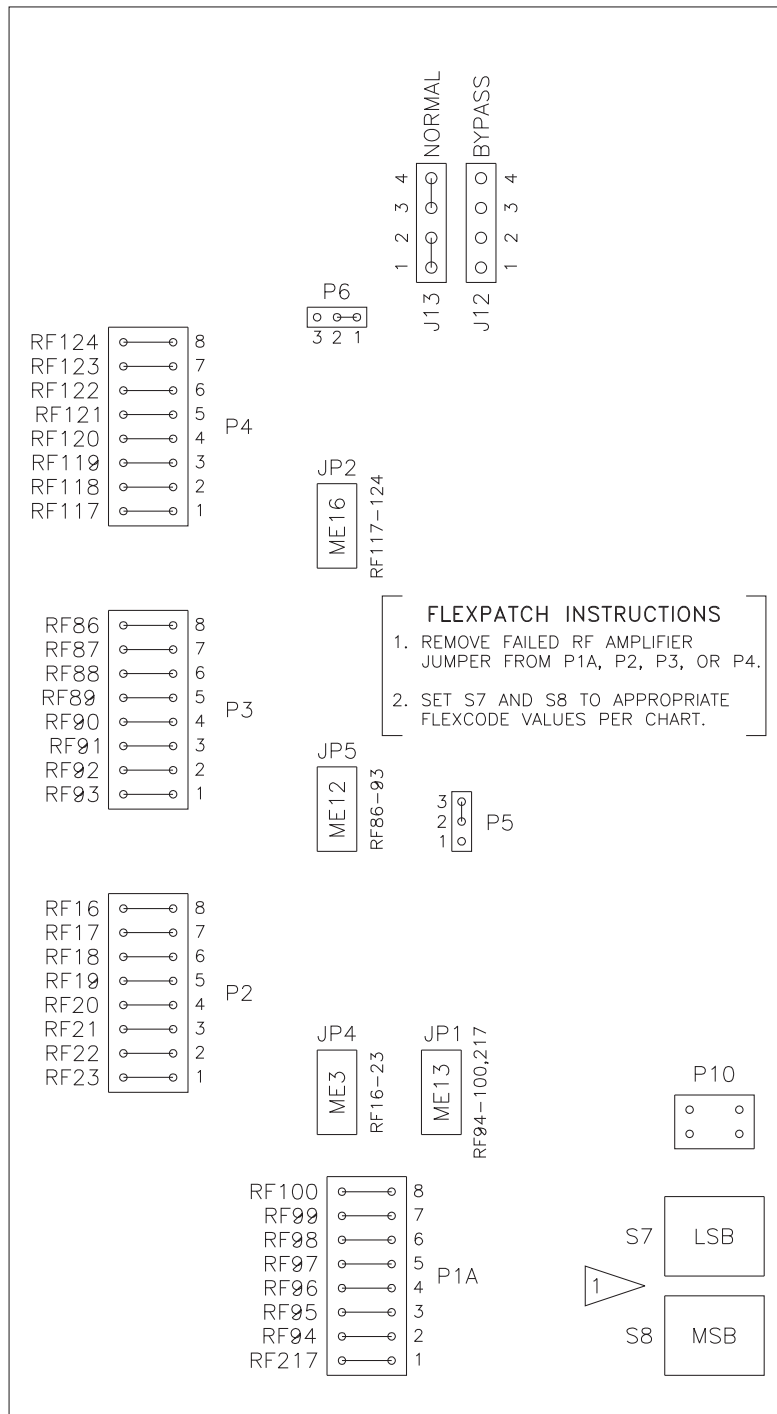 NORMAL
BYPASS
1 2 3 4
1 2 3 4
J13
J12
P6
3 2 1
RF124 8
RF123 7
RF122 6
RF121 5
RF120 4
RF119 3
RF118 2
RF117 1
P4
JP2
ME16
RF117-124
FLEXPATCH INSTRUCTIONS
1. REMOVE FAILED RF AMPLIFIER
JUMPER FROM P1A, P2, P3, OR P4.
2. SET S7 AND S8 TO APPROPRIATE
FLEXCODE VALUES PER CHART.
RF86 8
RF87 7
RF88 6
RF89 5
RF90 4
RF91 3
RF92 2
RF93 1
P3
JP5
ME12
RF86-93
3
2
1
P5
RF16 8
RF17 7
RF18 6
RF19 5
RF20 4
RF21 3
RF22 2
RF23 1
P2
JP4
ME3
RF16-23
JP1
ME13
RF94-100,217
P10
RF100 8
RF99 7
RF98 6
RF97 5
RF96 4
RF95 3
RF94 2
RF217 1
P1A
S7 LSB
1
S8 MSB